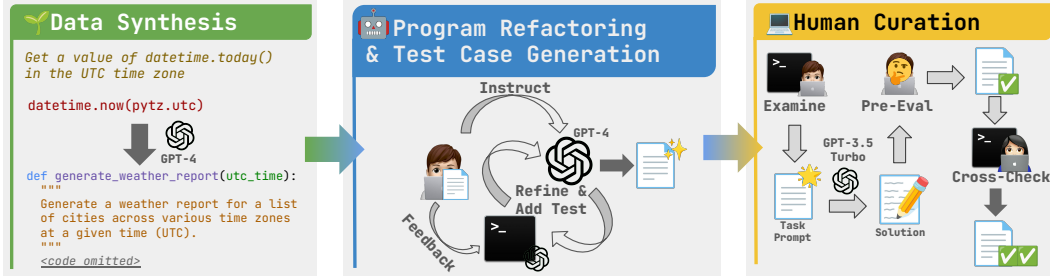 Data Synthesis
Get a value of datetime.today()
in the UTC time zone
datetime.now(pytz.utc)
GPT-4
def generate_weather_report(utc_time):
"""
Generate a weather report for a list
of cities across various time zones
at a given time (UTC).
"""
<code omitted>
Program Refactoring
& Test Case Generation
Instruct
GPT-4
>_
Refine &
Add Test
Feedback
Human Curation
>_
Examine
Pre-Eval
GPT-3.5
Turbo
Task
Prompt
Solution
>_
Cross-Check